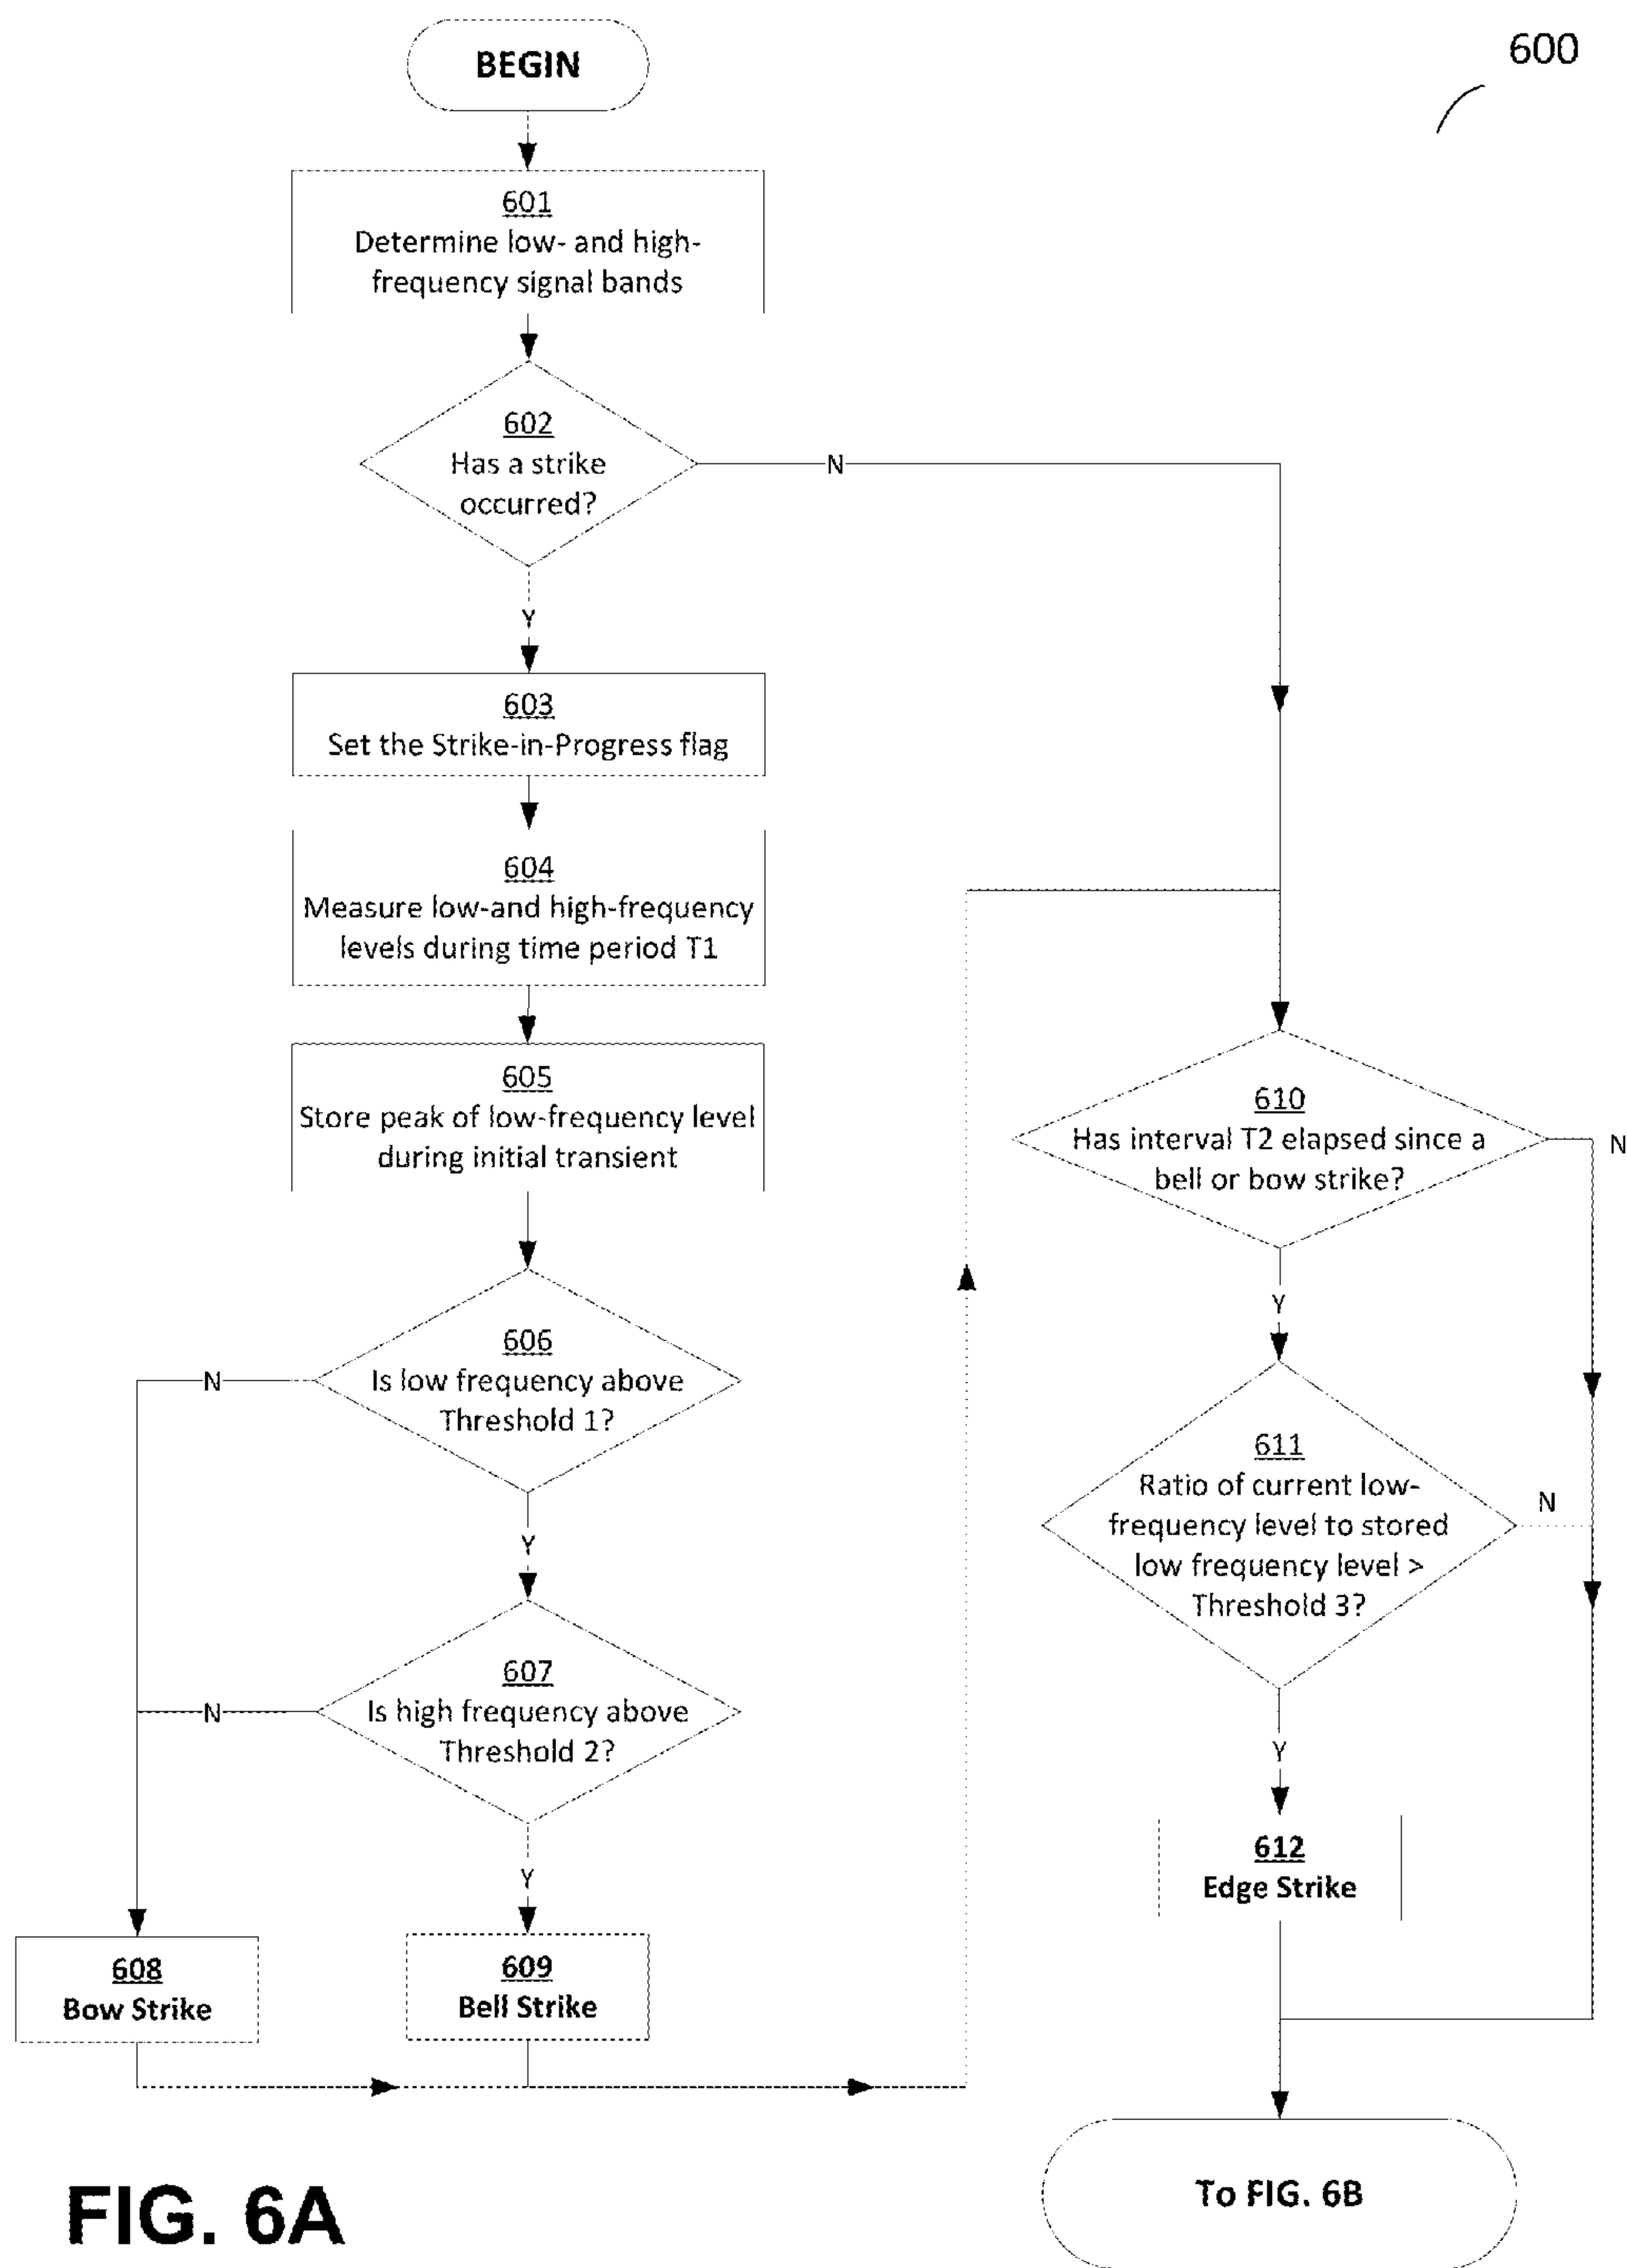 BEGIN
600
601
Determine low- and high-
frequency signal bands
602
Has a strike
occurred?
N
Y
603
Set the Strike-in-Progress flag
604
Measure low-and high-frequency
levels during time period T1
605
Store peak of low-frequency level
during initial transient
606
Is low frequency above
Threshold 1?
N
Y
607
Is high frequency above
Threshold 2?
N
Y
608
Bow Strike
609
Bell Strike
610
Has interval T2 elapsed since a
bell or bow strike?
N
Y
611
Ratio of current low-
frequency level to stored
low frequency level >
Threshold 3?
N
Y
612
Edge Strike
To FIG. 6B
FIG. 6A